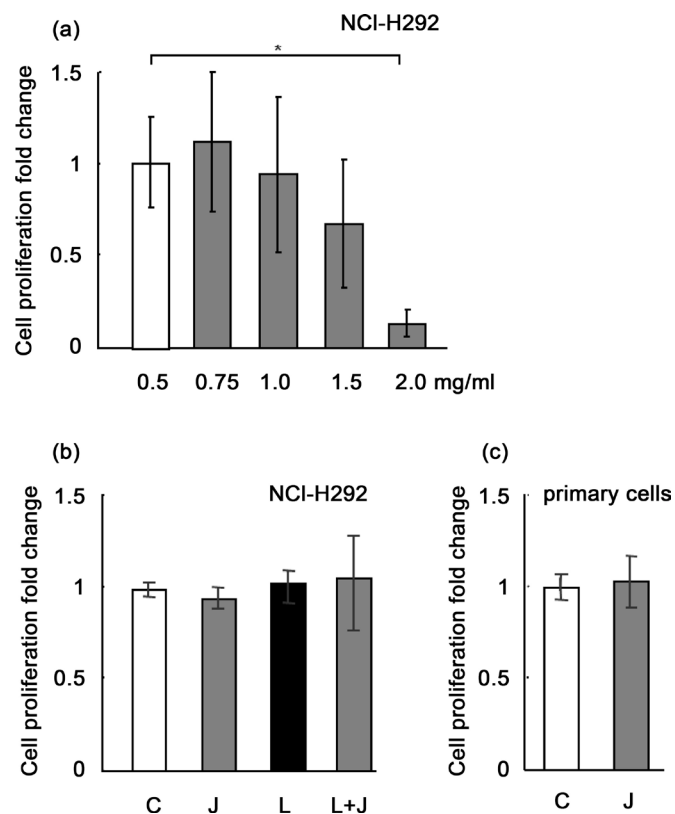 (a)
NCI-H292
*
Cell proliferation fold change
1.5
1
0.5
0
0.5 0.75 1.0 1.5 2.0 mg/ml
(b)
NCI-H292
Cell proliferation fold change
1.5
1
0.5
0
C J L L+J
(c)
primary cells
Cell proliferation fold change
1.5
1
0.5
0
C J